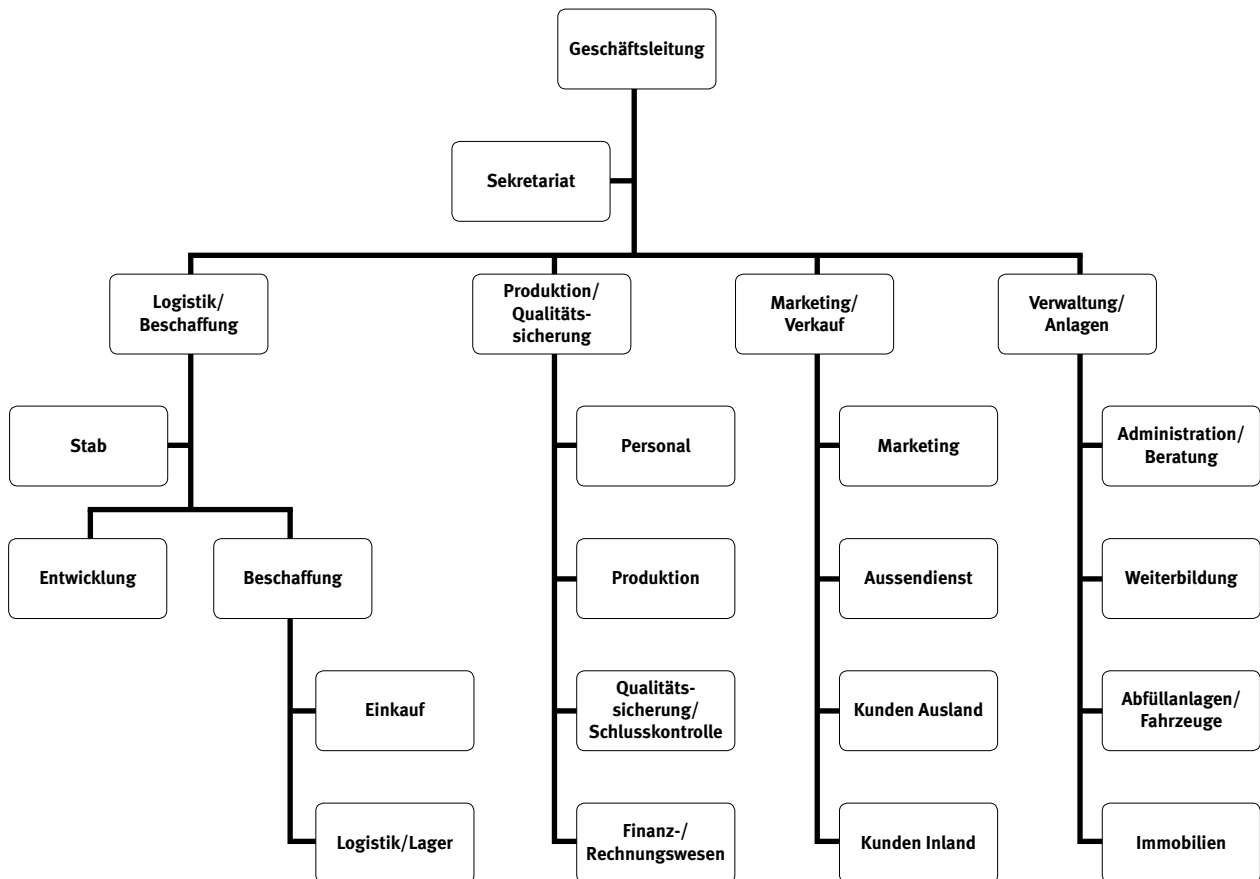 Geschäftsleitung
Sekretariat
Logistik/
Beschaffung
Produktion/
Qualitäts-
sicherung
Marketing/
Verkauf
Verwaltung/
Anlagen
Stab
Personal
Marketing
Administration/
Beratung
Entwicklung
Beschaffung
Produktion
Aussendienst
Weiterbildung
Einkauf
Qualitäts-
sicherung/
Schlusskontrolle
Kunden Ausland
Abfüllanlagen/
Fahrzeuge
Logistik/Lager
Finanz-/
Rechnungswesen
Kunden Inland
Immobilien